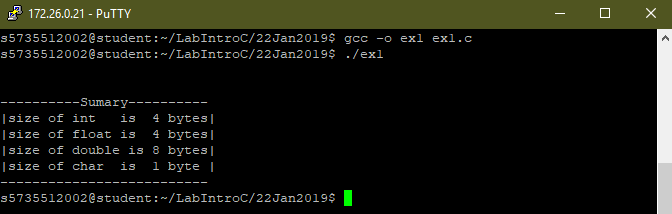 172.26.0.21 - PuTTY
s5735512002@student:~/LabIntroC/22Jan2019$ gcc -o ex1 ex1.c
s5735512002@student:~/LabIntroC/22Jan2019$ ./ex1
----------Sumary----------
|size of int   is  4 bytes|
|size of float is  4 bytes|
|size of double is 8 bytes|
|size of char  is  1 byte |
--------------------------
s5735512002@student:~/LabIntroC/22Jan2019$